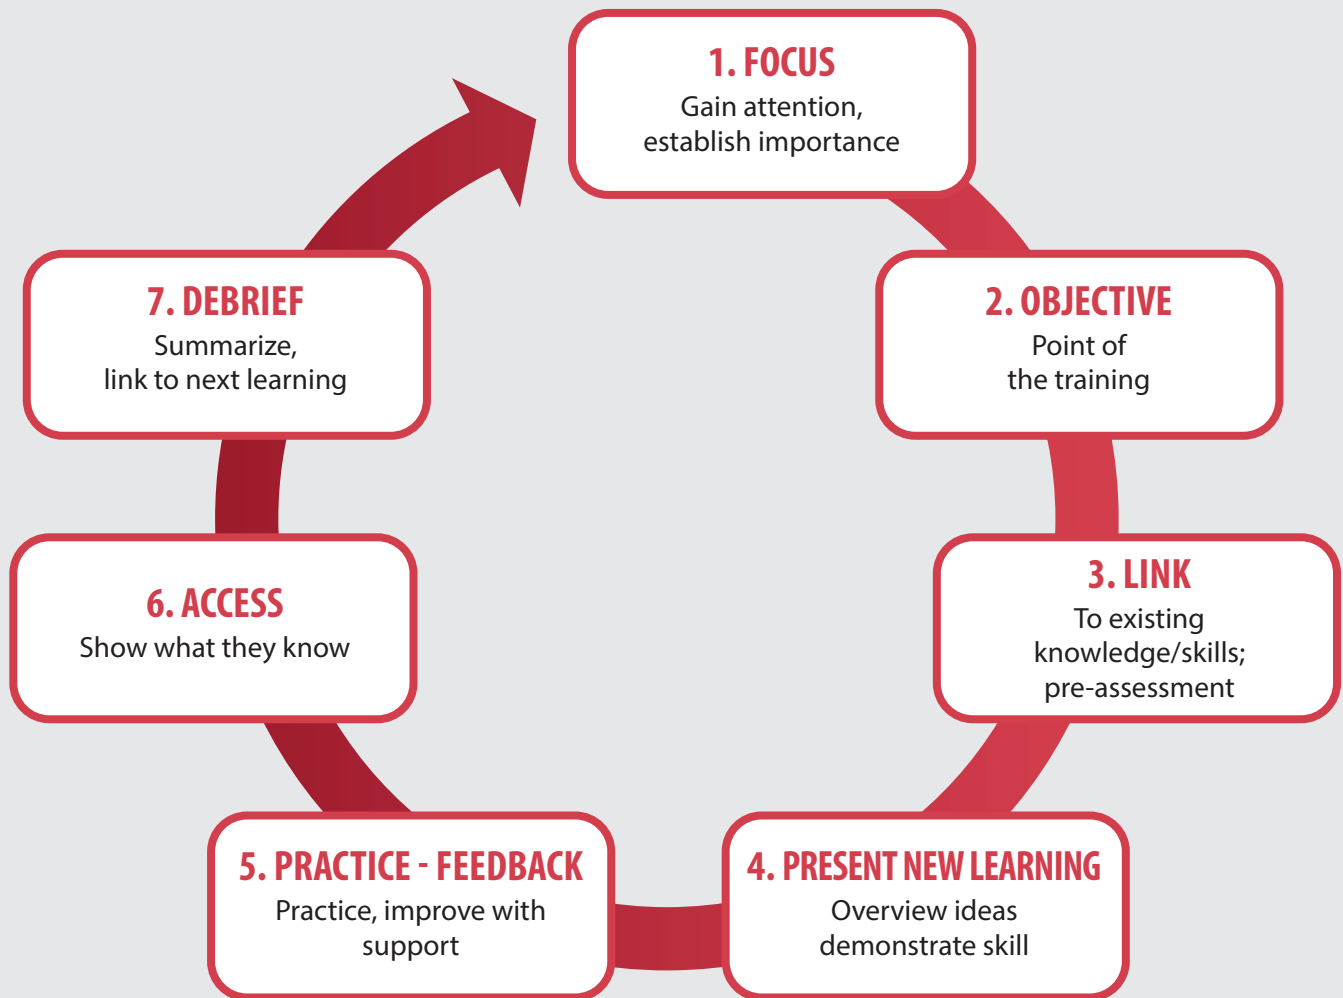 1. FOCUS
Gain attention,
establish importance
2. OBJECTIVE
Point of
the training
3. LINK
To existing
knowledge/skills;
pre-assessment
4. PRESENT NEW LEARNING
Overview ideas
demonstrate skill
5. PRACTICE - FEEDBACK
Practice, improve with
support
6. ACCESS
Show what they know
7. DEBRIEF
Summarize,
link to next learning